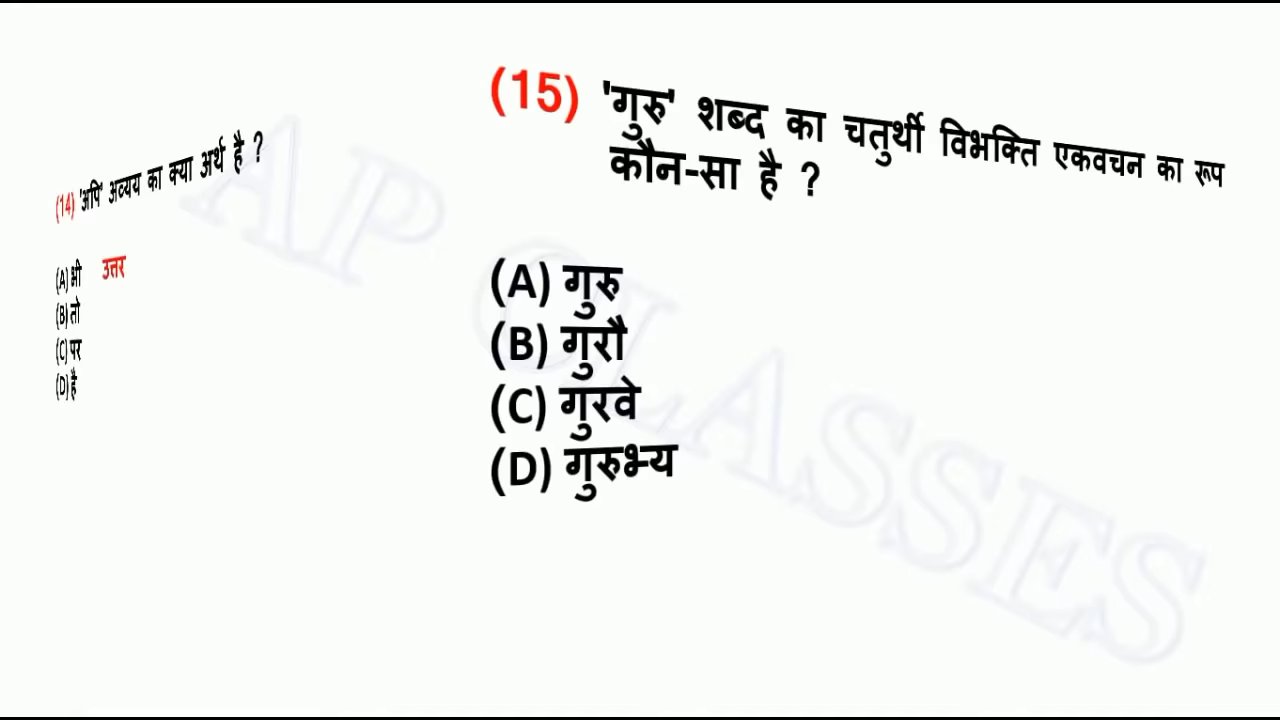 (14) 'अपि' अव्यय का क्या अर्थ है ?
(A) भी उत्तर
(B) तो
(C) पर
(D) है
(15) 'गुरु' शब्द का चतुर्थी विभक्ति एकवचन का रूप
कौन-सा है ?
(A) गुरु
(B) गुरौ
(C) गुरवे
(D) गुरुभ्य
AP CLASSES